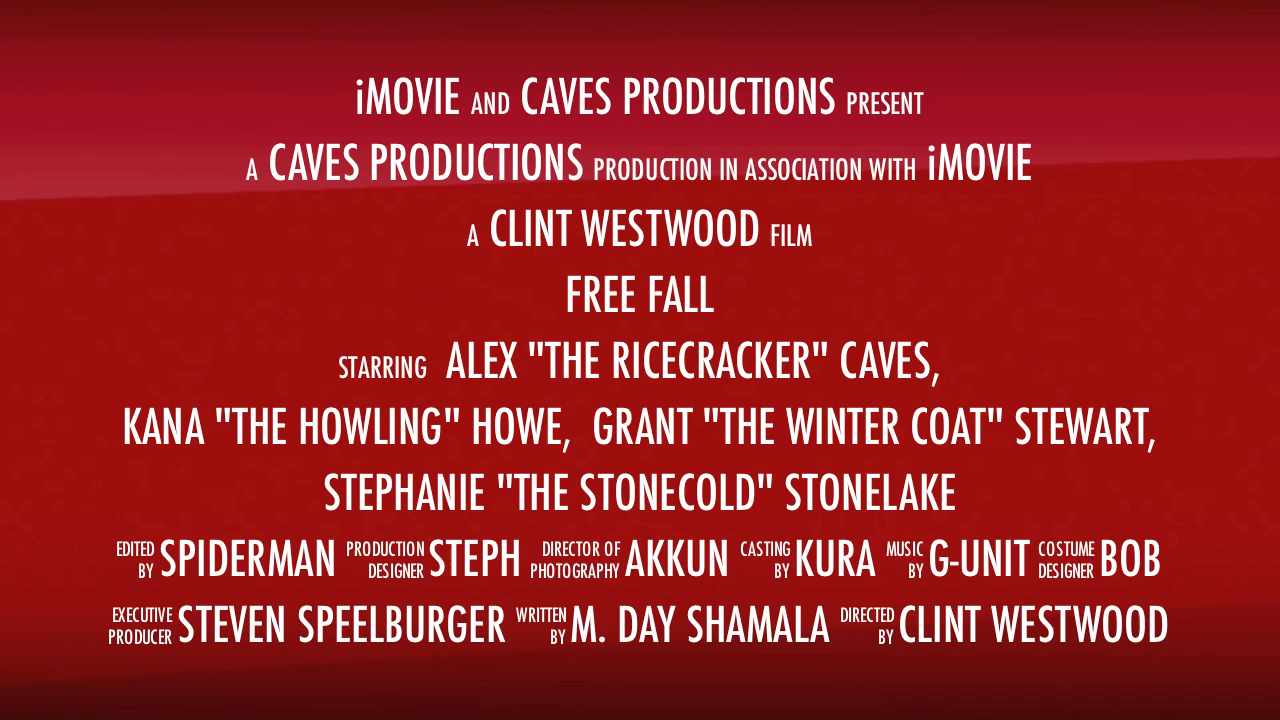 iMOVIE AND CAVES PRODUCTIONS PRESENT
A CAVES PRODUCTIONS PRODUCTION IN ASSOCIATION WITH iMOVIE
A CLINT WESTWOOD FILM
FREE FALL
STARRING ALEX "THE RICECRACKER" CAVES,
KANA "THE HOWLING" HOWE, GRANT "THE WINTER COAT" STEWART,
STEPHANIE "THE STONECOLD" STONELAKE
EDITED BY SPIDERMAN PRODUCTION DESIGNER STEPH DIRECTOR OF PHOTOGRAPHY AKKUN CASTING BY KURA MUSIC BY G-UNIT COSTUME DESIGNER BOB
EXECUTIVE PRODUCER STEVEN SPEELBURGER WRITTEN BY M. DAY SHAMALA DIRECTED BY CLINT WESTWOOD